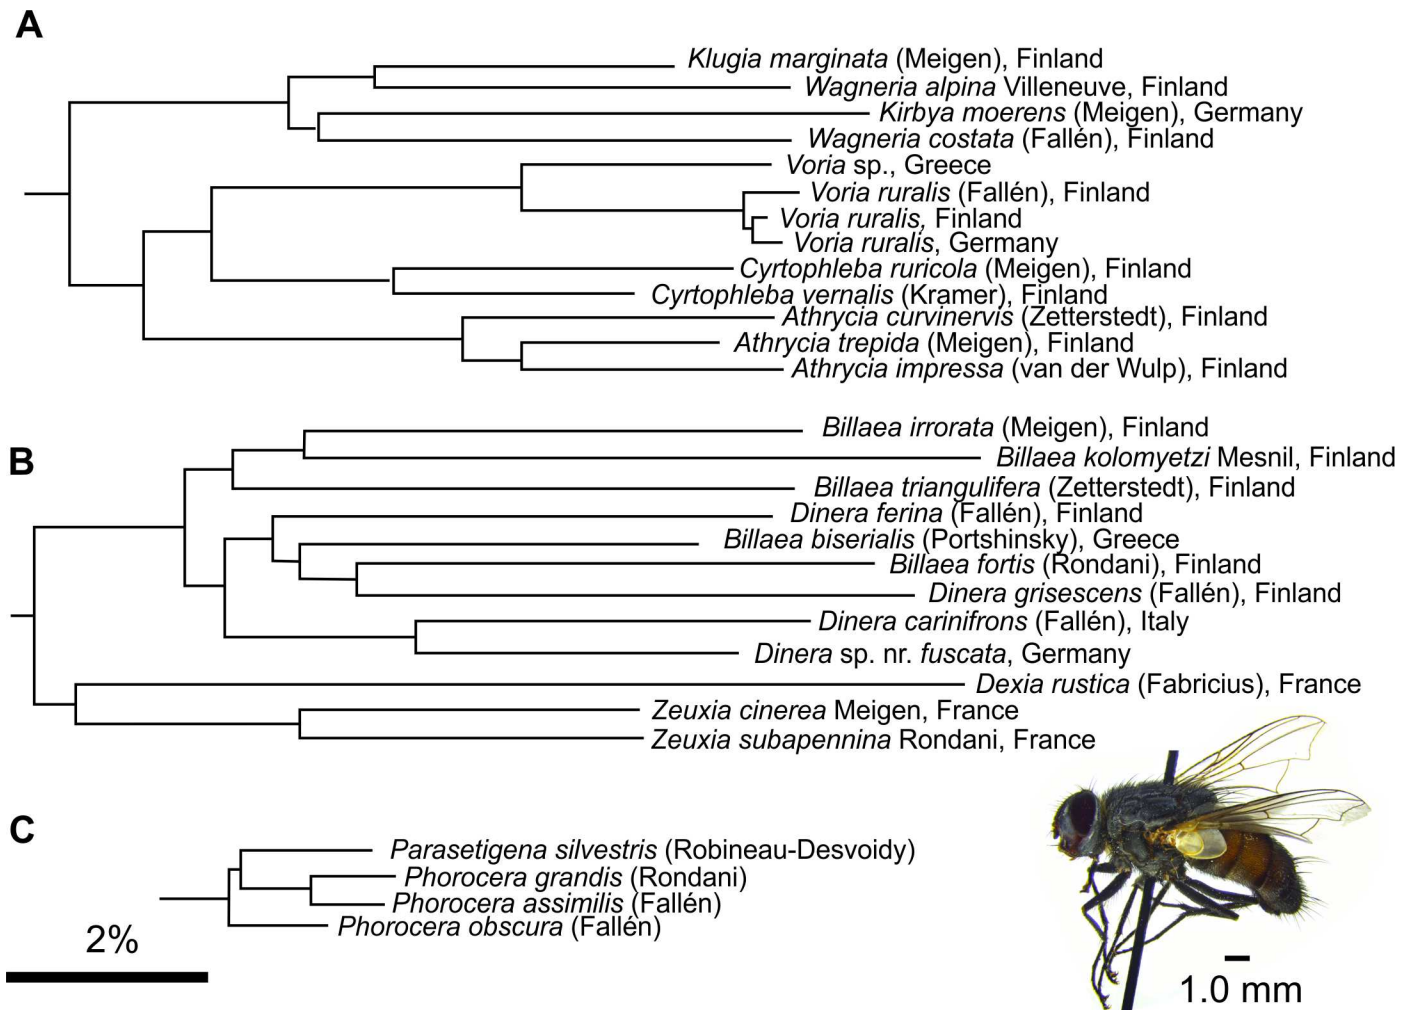 A
Klugia marginata (Meigen), Finland
Wagneria alpina Villeneuve, Finland
Kirbya moerens (Meigen), Germany
Wagneria costata (Fallén), Finland
Voria sp., Greece
Voria ruralis (Fallén), Finland
Voria ruralis, Finland
Voria ruralis, Germany
Cyrtophleba ruricola (Meigen), Finland
Cyrtophleba vernalis (Kramer), Finland
Athrycia curvinervis (Zetterstedt), Finland
Athrycia trepida (Meigen), Finland
Athrycia impressa (van der Wulp), Finland
B
Billaea irrorata (Meigen), Finland
Billaea kolomyetzi Mesnil, Finland
Billaea triangulifera (Zetterstedt), Finland
Dinera ferina (Fallén), Finland
Billaea biserialis (Portshinsky), Greece
Billaea fortis (Rondani), Finland
Dinera grisescens (Fallén), Finland
Dinera carinifrons (Fallén), Italy
Dinera sp. nr. fuscata, Germany
Dexia rustica (Fabricius), France
Zeuxia cinerea Meigen, France
Zeuxia subapennina Rondani, France
C
Parasetigena silvestris (Robineau-Desvoidy)
Phorocera grandis (Rondani)
Phorocera assimilis (Fallén)
Phorocera obscura (Fallén)
2%
1.0 mm